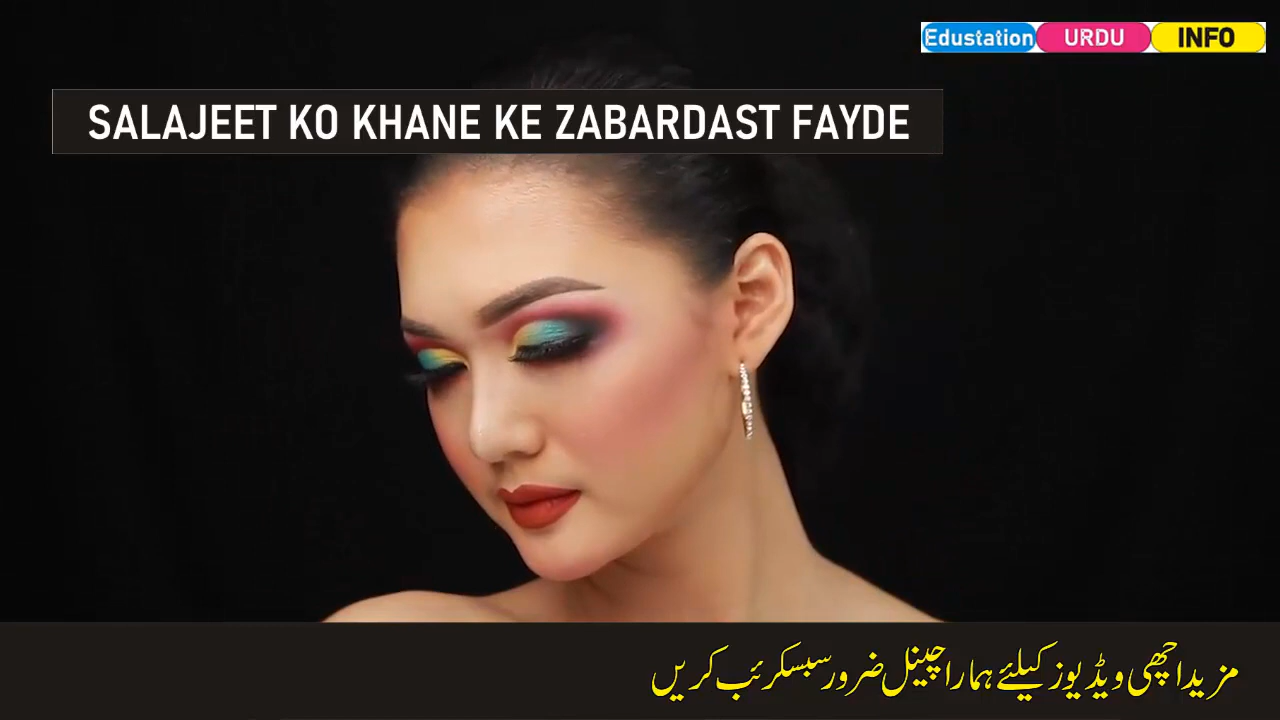 Edustation URDU INFO
SALAJEET KO KHANE KE ZABARDAST FAYDE
مزید اچھی ویڈیوز کیلئے ہمارا چینل ضرور سبسکرائب کریں